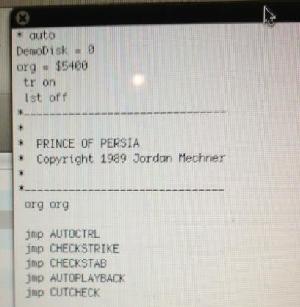 * auto
DemoDisk = 0
org = $5400
tr on
lst off
*-------------------------------
*
* PRINCE OF PERSIA
* Copyright 1989 Jordan Mechner
*
*-------------------------------
org org
jmp AUTOCTRL
jmp CHECKSTRIKE
jmp CHECKSTAB
jmp AUTOPLAYBACK
jmp CUTCHECK